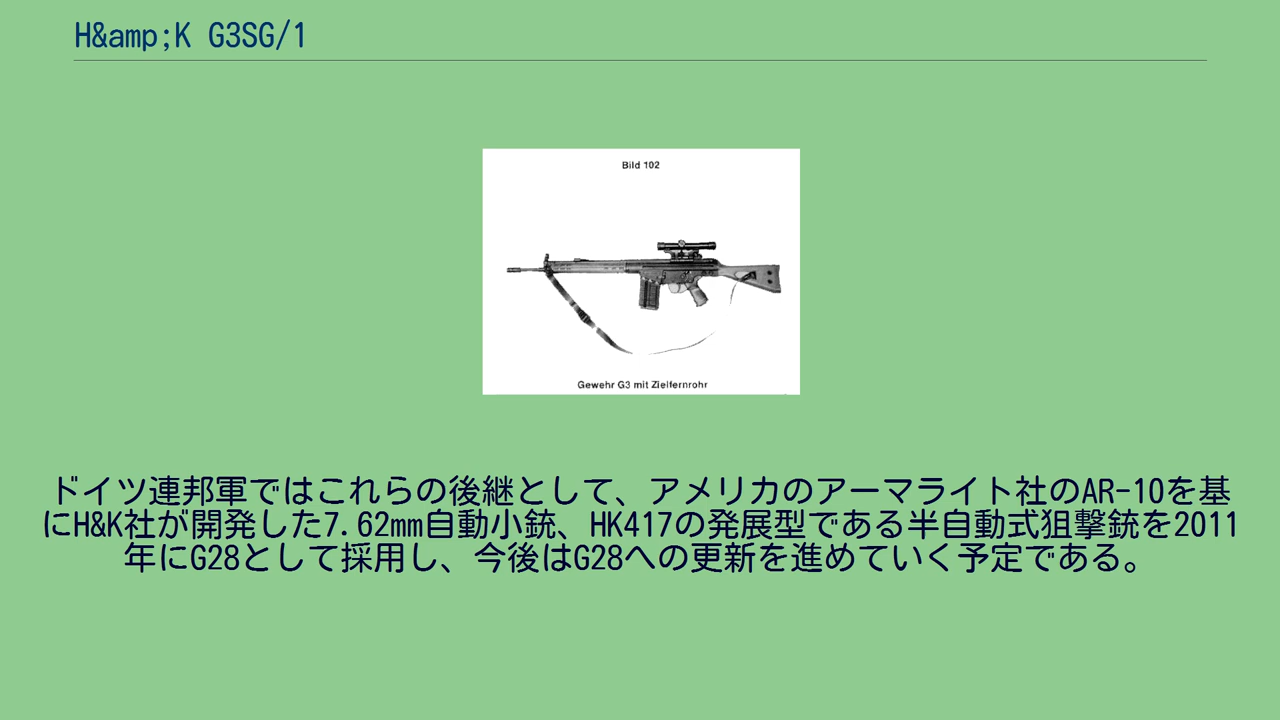 H&amp;K G3SG/1
Bild 102
Gewehr G3 mit Zielfernrohr
ドイツ連邦軍ではこれらの後継として、アメリカのアーマライト社のAR-10を基
にH&K社が開発した7.62mm自動小銃、HK417の発展型である半自動式狙撃銃を2011
年にG28として採用し、今後はG28への更新を進めていく予定である。